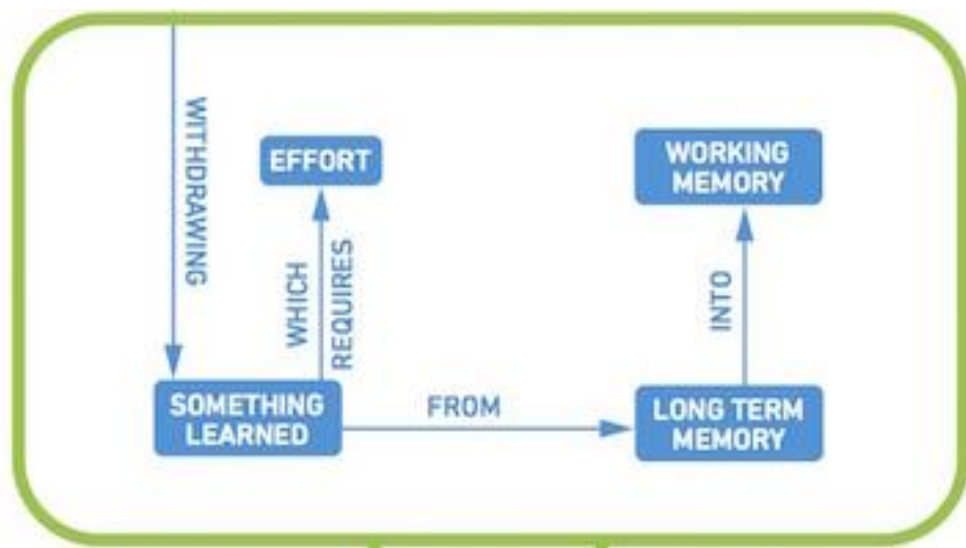 WITHDRAWING
EFFORT
WHICH
REQUIRES
WORKING
MEMORY
INTO
SOMETHING
LEARNED
FROM
LONG TERM
MEMORY